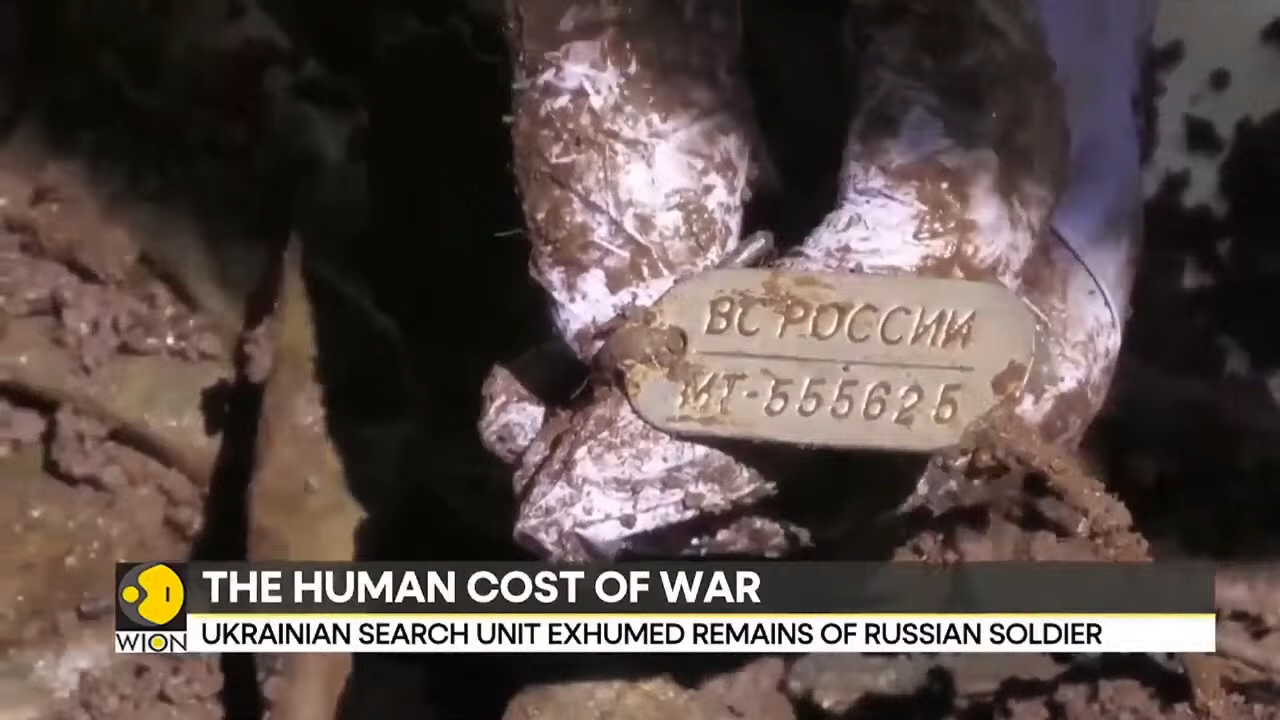 ВС РОССИИ
МТ-555625
THE HUMAN COST OF WAR
WION
UKRAINIAN SEARCH UNIT EXHUMED REMAINS OF RUSSIAN SOLDIER